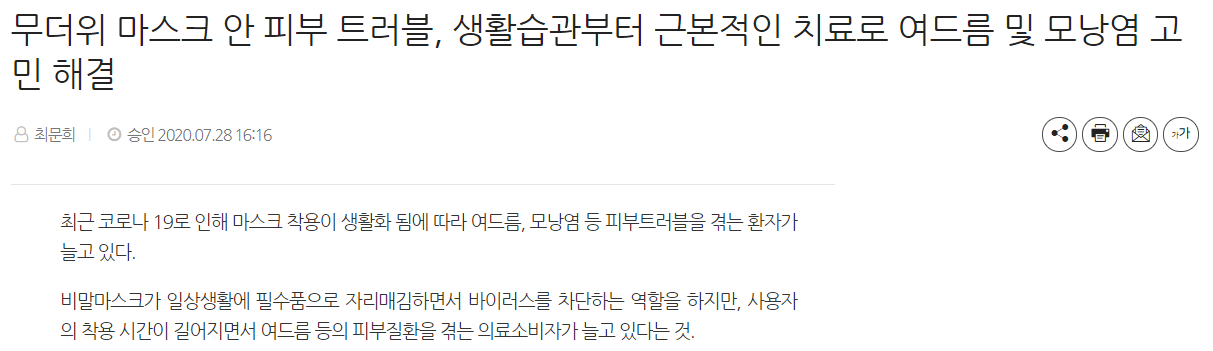 무더위 마스크 안 피부 트러블, 생활습관부터 근본적인 치료로 여드름 및 모낭염 고
민 해결
최문희 승인 2020.07.28 16:16
가가
최근 코로나 19로 인해 마스크 착용이 생활화 됨에 따라 여드름, 모낭염 등 피부트러블을 겪는 환자가
늘고 있다.
비말마스크가 일상생활에 필수품으로 자리매김하면서 바이러스를 차단하는 역할을 하지만, 사용자
의 착용 시간이 길어지면서 여드름 등의 피부질환을 겪는 의료소비자가 늘고 있다는 것.